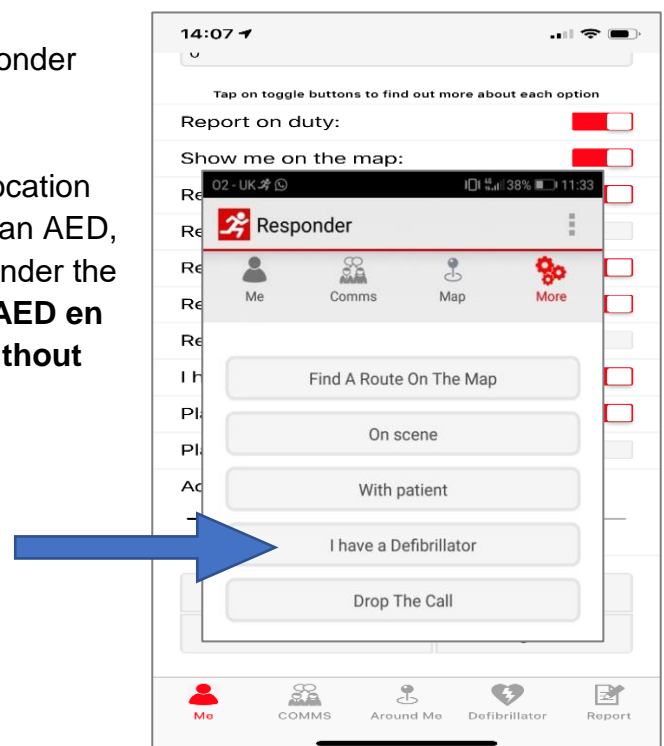 onder
ocation
an AED,
nder the
AED en
thout
14:07
Tap on toggle buttons to find out more about each option
Report on duty:
Show me on the map:
Re
Re
Re
Re
Re
I h
Pl
Ac
O2 - UK
38% 11:33
Responder
Me
Comms
Map
More
Find A Route On The Map
On scene
With patient
I have a Defibrillator
Drop The Call
Me
COMMS
Around Me
Defibrillator
Report